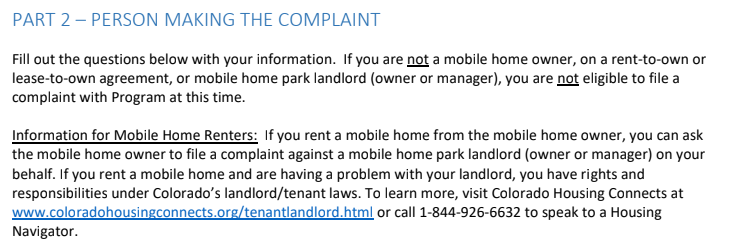 PART 2 – PERSON MAKING THE COMPLAINT
Fill out the questions below with your information.  If you are not a mobile home owner, on a rent-to-own or
lease-to-own agreement, or mobile home park landlord (owner or manager), you are not eligible to file a
complaint with Program at this time.
Information for Mobile Home Renters:  If you rent a mobile home from the mobile home owner, you can ask
the mobile home owner to file a complaint against a mobile home park landlord (owner or manager) on your
behalf. If you rent a mobile home and are having a problem with your landlord, you have rights and
responsibilities under Colorado's landlord/tenant laws. To learn more, visit Colorado Housing Connects at
www.coloradohousingconnects.org/tenantlandlord.html or call 1-844-926-6632 to speak to a Housing
Navigator.